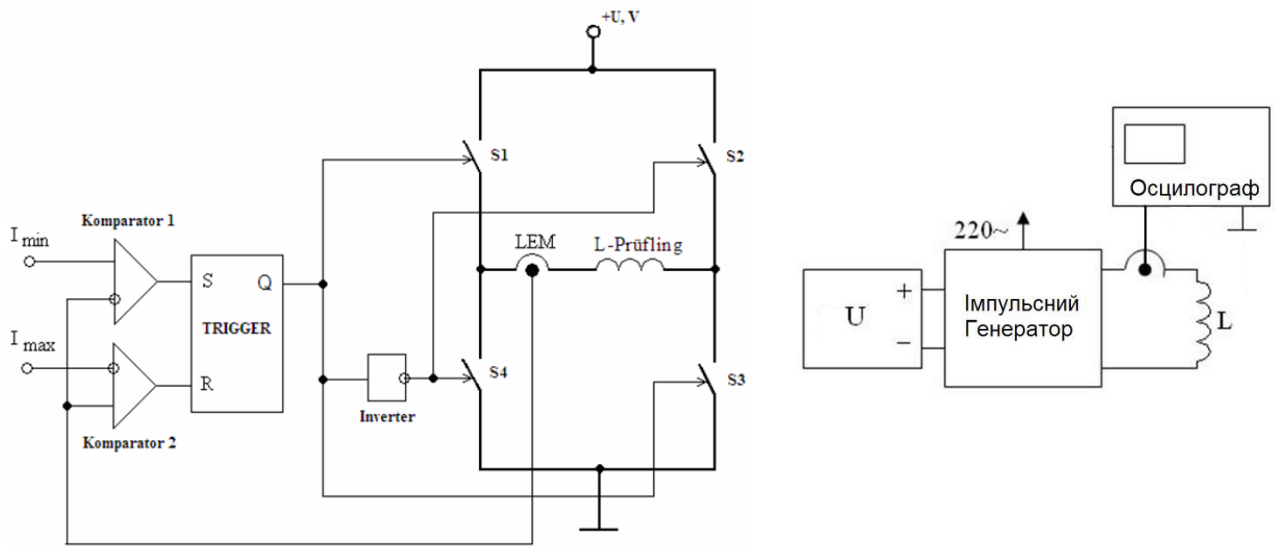 +U, V
S1
S2
Komparator 1
I min
LEM
L-Prüfling
S
Q
TRIGGER
I max
R
S4
S3
Inverter
Komparator 2
Осцилограф
220~
U
+
−
Імпульсний
Генератор
L